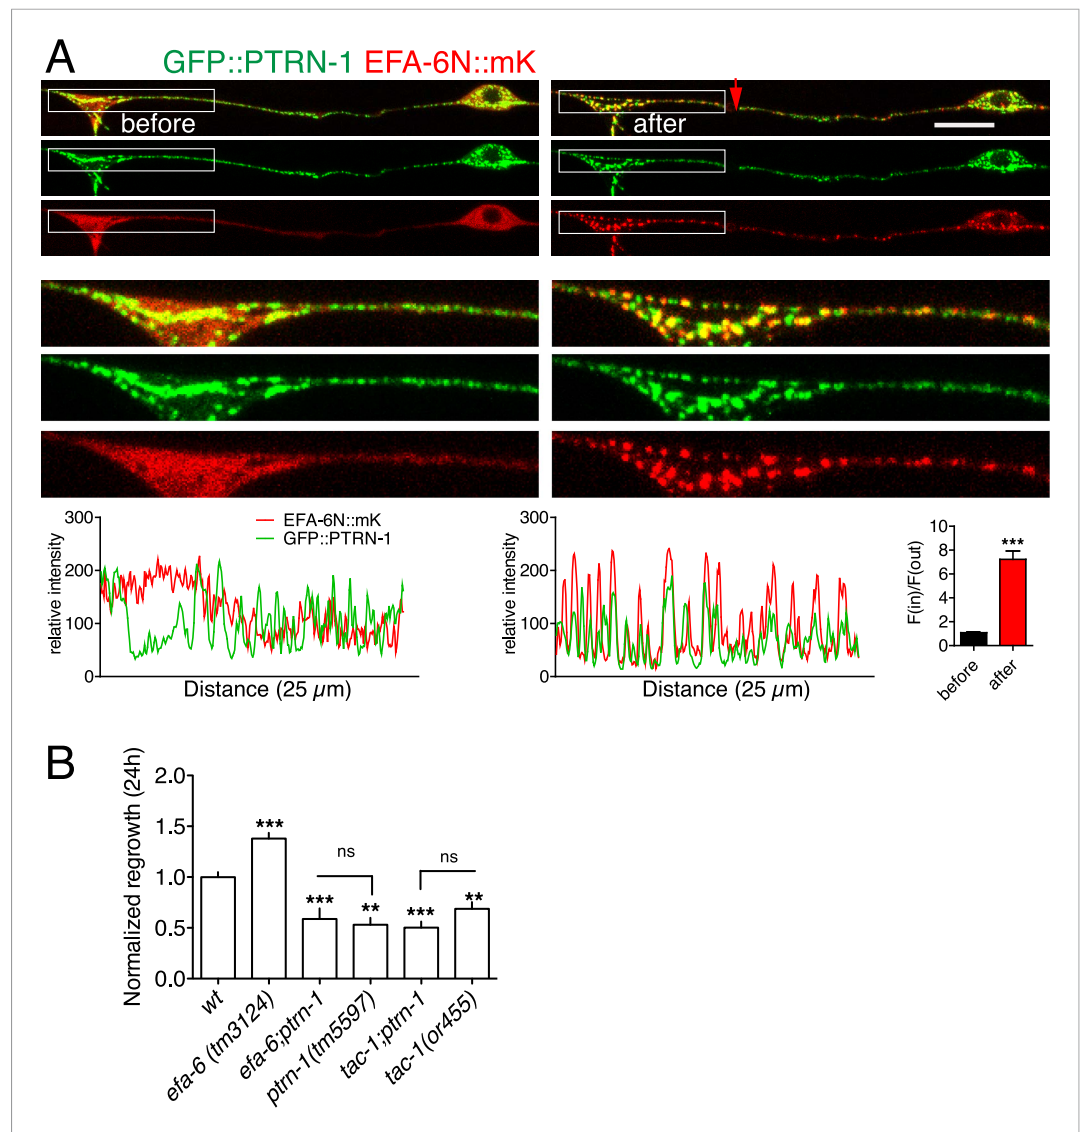 A
GFP::PTRN-1 EFA-6N::mK
before
after
300
200
100
0
relative intensity
EFA-6N::mK
GFP::PTRN-1
Distance (25 µm)
300
200
100
0
relative intensity
Distance (25 µm)
10
8
6
4
2
0
F(in)/F(out)
***
before
after
B
Normalized regrowth (24h)
2.0
1.5
1.0
0.5
0.0
***
***
ns
**
***
ns
**
wt
efa-6 (tm3124)
efa-6;ptrn-1
ptrn-1(tm5597)
tac-1;ptrn-1
tac-1(or455)